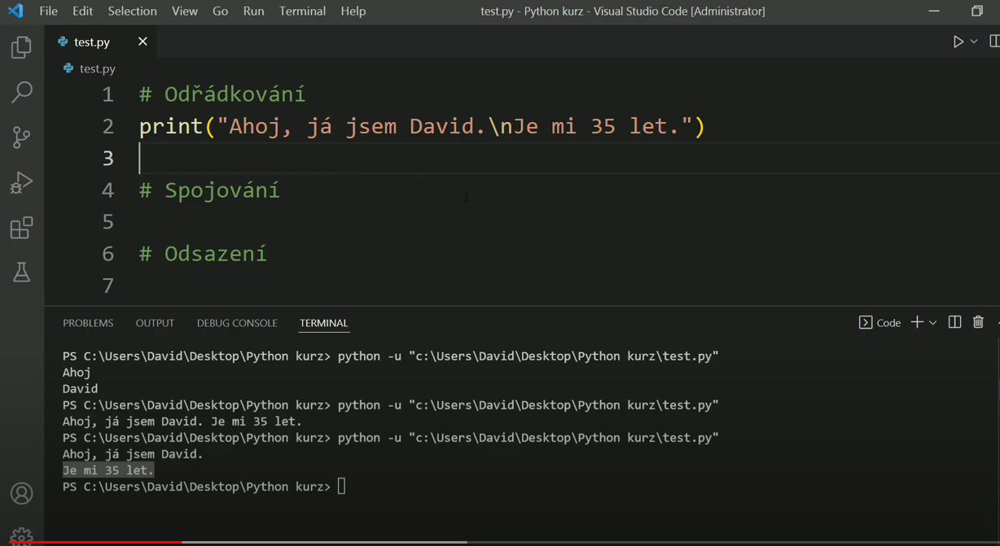 File Edit Selection View Go Run Terminal Help test.py - Python kurz - Visual Studio Code [Administrator]
test.py
test.py
1 # Odřádkování
2 print("Ahoj, já jsem David.\nJe mi 35 let.")
3
4 # Spojování
5
6 # Odsazení
7
PROBLEMS OUTPUT DEBUG CONSOLE TERMINAL Code
PS C:\Users\David\Desktop\Python kurz> python -u "c:\Users\David\Desktop\Python kurz\test.py"
Ahoj
David
PS C:\Users\David\Desktop\Python kurz> python -u "c:\Users\David\Desktop\Python kurz\test.py"
Ahoj, já jsem David. Je mi 35 let.
PS C:\Users\David\Desktop\Python kurz> python -u "c:\Users\David\Desktop\Python kurz\test.py"
Ahoj, já jsem David.
Je mi 35 let.
PS C:\Users\David\Desktop\Python kurz>